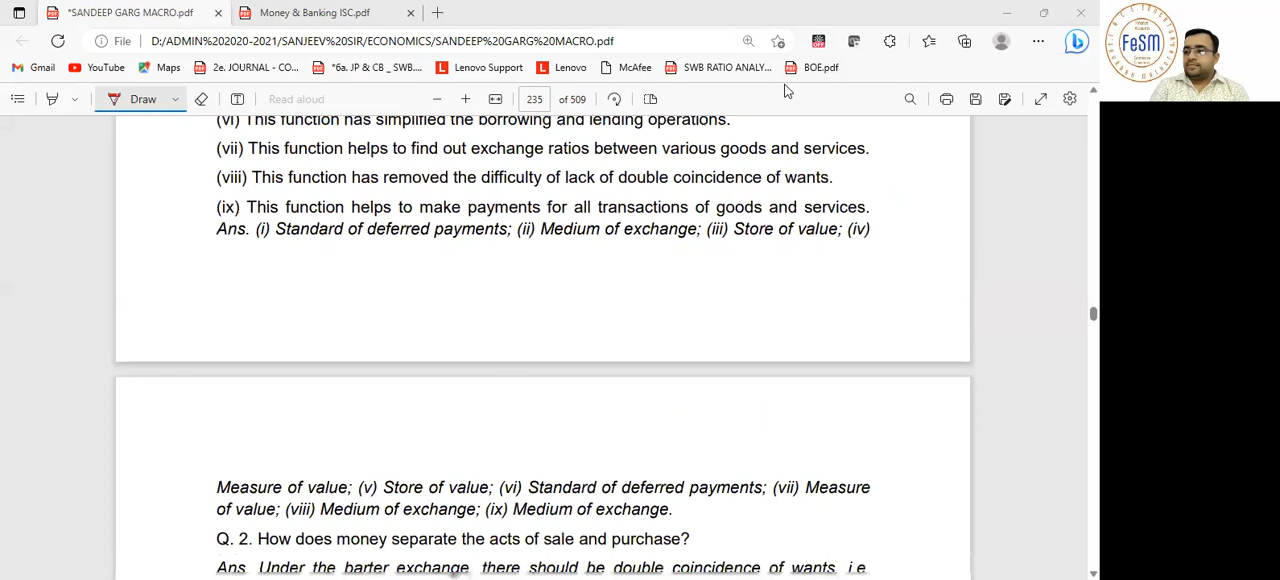 *SANDEEP GARG MACRO.pdf
Money & Banking ISC.pdf
File D:/ADMIN%202020-2021/SANJEEV%20SIR/ECONOMICS/SANDEEP%20GARG%20MACRO.pdf
Gmail YouTube Maps 2e. JOURNAL - CO... *6a. JP & CB _ SWB.... LenovoSupport Lenovo McAfee SWB RATIO ANALY... BOE.pdf
Draw Read aloud 235 of 509
FeSM
(vi) This function has simplified the borrowing and lending operations.
(vii) This function helps to find out exchange ratios between various goods and services.
(viii) This function has removed the difficulty of lack of double coincidence of wants.
(ix) This function helps to make payments for all transactions of goods and services.
Ans. (i) Standard of deferred payments; (ii) Medium of exchange; (iii) Store of value; (iv)
Measure of value; (v) Store of value; (vi) Standard of deferred payments; (vii) Measure
of value; (viii) Medium of exchange; (ix) Medium of exchange.
Q. 2. How does money separate the acts of sale and purchase?
Ans. Under the barter exchange, there should be double coincidence of wants, i.e.